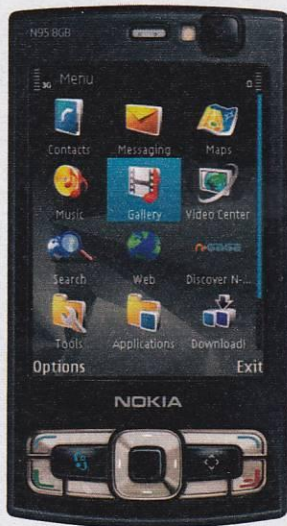 N95 8GB
3G Menu
Contacts Messaging Maps
Music Gallery Video Center
Search Web Discover N-...
Tools Applications Download!
Options Exit
NOKIA